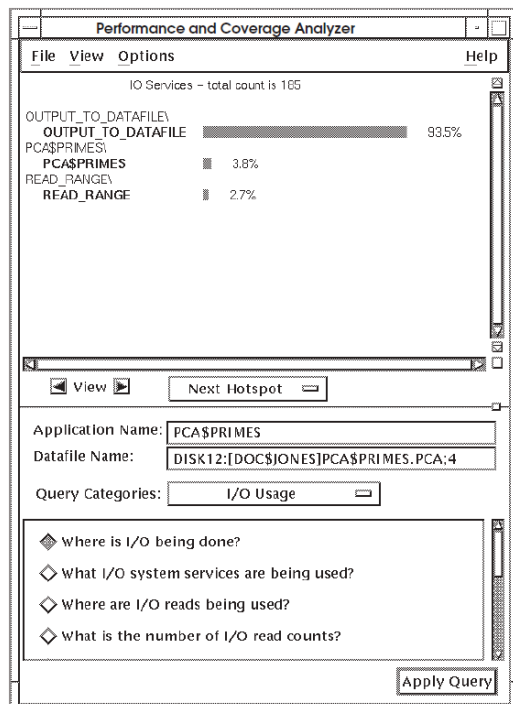 Performance and Coverage Analyzer
File View Options Help
IO Services - total count is 185
OUTPUT_TO_DATAFILE\
OUTPUT_TO_DATAFILE 93.5%
PCA$PRIMES\
PCA$PRIMES 3.8%
READ_RANGE\
READ_RANGE 2.7%
View Next Hotspot
Application Name: PCA$PRIMES
Datafile Name: DISK12:[DOC$JONES]PCA$PRIMES.PCA;4
Query Categories: I/O Usage
Where is I/O being done?
What I/O system services are being used?
Where are I/O reads being used?
What is the number of I/O read counts?
Apply Query